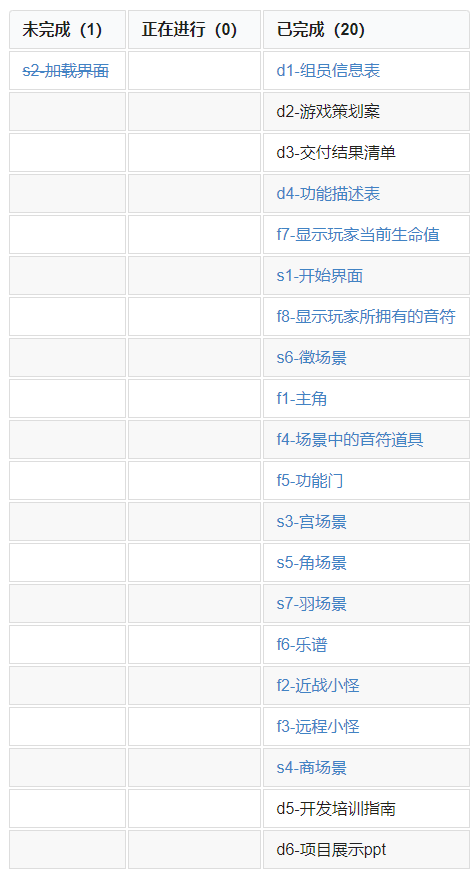 未完成（1） 正在进行（0） 已完成（20）
s2-加载界面 d1-组员信息表
d2-游戏策划案
d3-交付结果清单
d4-功能描述表
f7-显示玩家当前生命值
s1-开始界面
f8-显示玩家所拥有的音符
s6-徵场景
f1-主角
f4-场景中的音符道具
f5-功能门
s3-宫场景
s5-角场景
s7-羽场景
f6-乐谱
f2-近战小怪
f3-远程小怪
s4-商场景
d5-开发培训指南
d6-项目展示ppt